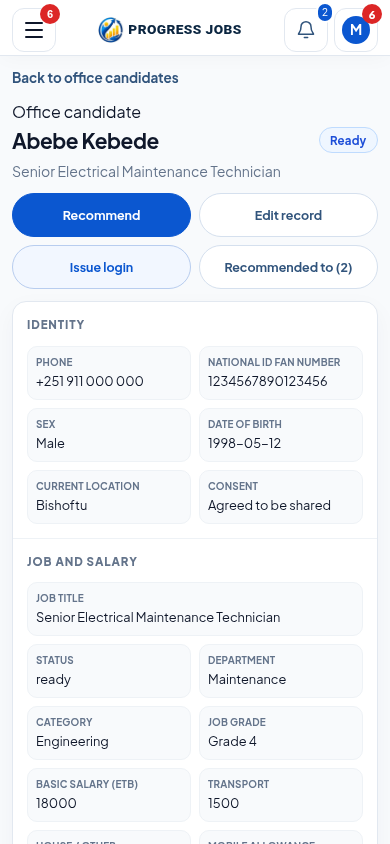 6
PROGRESS JOBS
2
M
6
Back to office candidates
Office candidate
Abebe Kebede
Ready
Senior Electrical Maintenance Technician
Recommend
Edit record
Issue login
Recommended to (2)
IDENTITY
PHONE
+251 911 000 000
NATIONAL ID FAN NUMBER
1234567890123456
SEX
Male
DATE OF BIRTH
1998-05-12
CURRENT LOCATION
Bishoftu
CONSENT
Agreed to be shared
JOB AND SALARY
JOB TITLE
Senior Electrical Maintenance Technician
STATUS
ready
DEPARTMENT
Maintenance
CATEGORY
Engineering
JOB GRADE
Grade 4
BASIC SALARY (ETB)
18000
TRANSPORT
1500